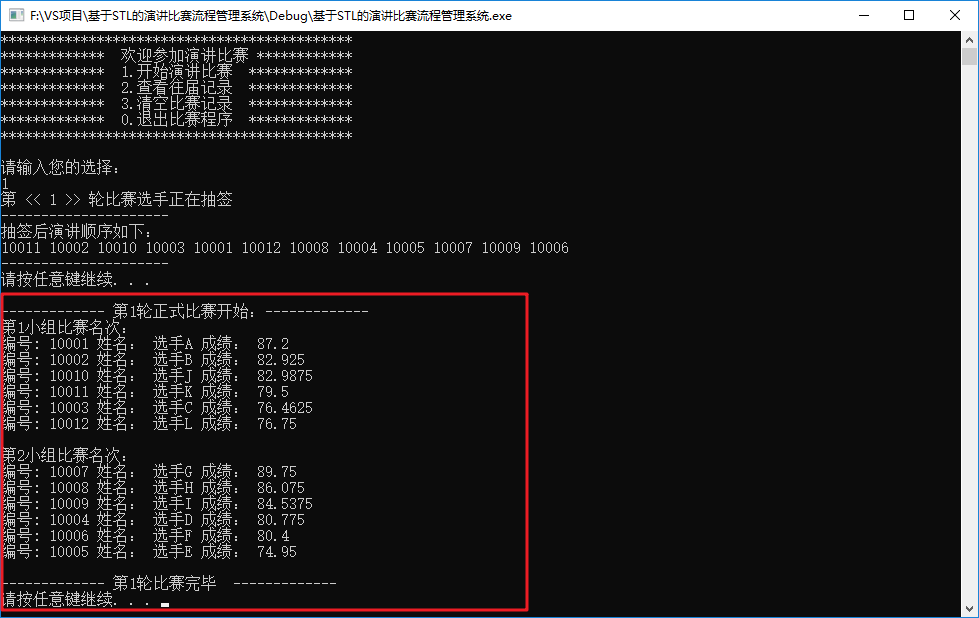 F:\VS项目\基于STL的演讲比赛流程管理系统\Debug\基于STL的演讲比赛流程管理系统.exe
********************************************
************* 欢迎参加演讲比赛 ************
************* 1.开始演讲比赛 *************
************* 2.查看往届记录 *************
************* 3.清空比赛记录 *************
************* 0.退出比赛程序 *************
********************************************
请输入您的选择:
1
第 << 1 >> 轮比赛选手正在抽签
---------------------
抽签后演讲顺序如下:
10011 10002 10010 10003 10001 10012 10008 10004 10005 10007 10009 10006
---------------------
请按任意键继续. . .
------------- 第1轮正式比赛开始: -------------
第1小组比赛名次:
编号: 10001 姓名: 选手A 成绩: 87.2
编号: 10002 姓名: 选手B 成绩: 82.925
编号: 10010 姓名: 选手J 成绩: 82.9875
编号: 10011 姓名: 选手K 成绩: 79.5
编号: 10003 姓名: 选手C 成绩: 76.4625
编号: 10012 姓名: 选手L 成绩: 76.75
第2小组比赛名次:
编号: 10007 姓名: 选手G 成绩: 89.75
编号: 10008 姓名: 选手H 成绩: 86.075
编号: 10009 姓名: 选手I 成绩: 84.5375
编号: 10004 姓名: 选手D 成绩: 80.775
编号: 10006 姓名: 选手F 成绩: 80.4
编号: 10005 姓名: 选手E 成绩: 74.95
------------- 第1轮比赛完毕 -------------
请按任意键继续. . .